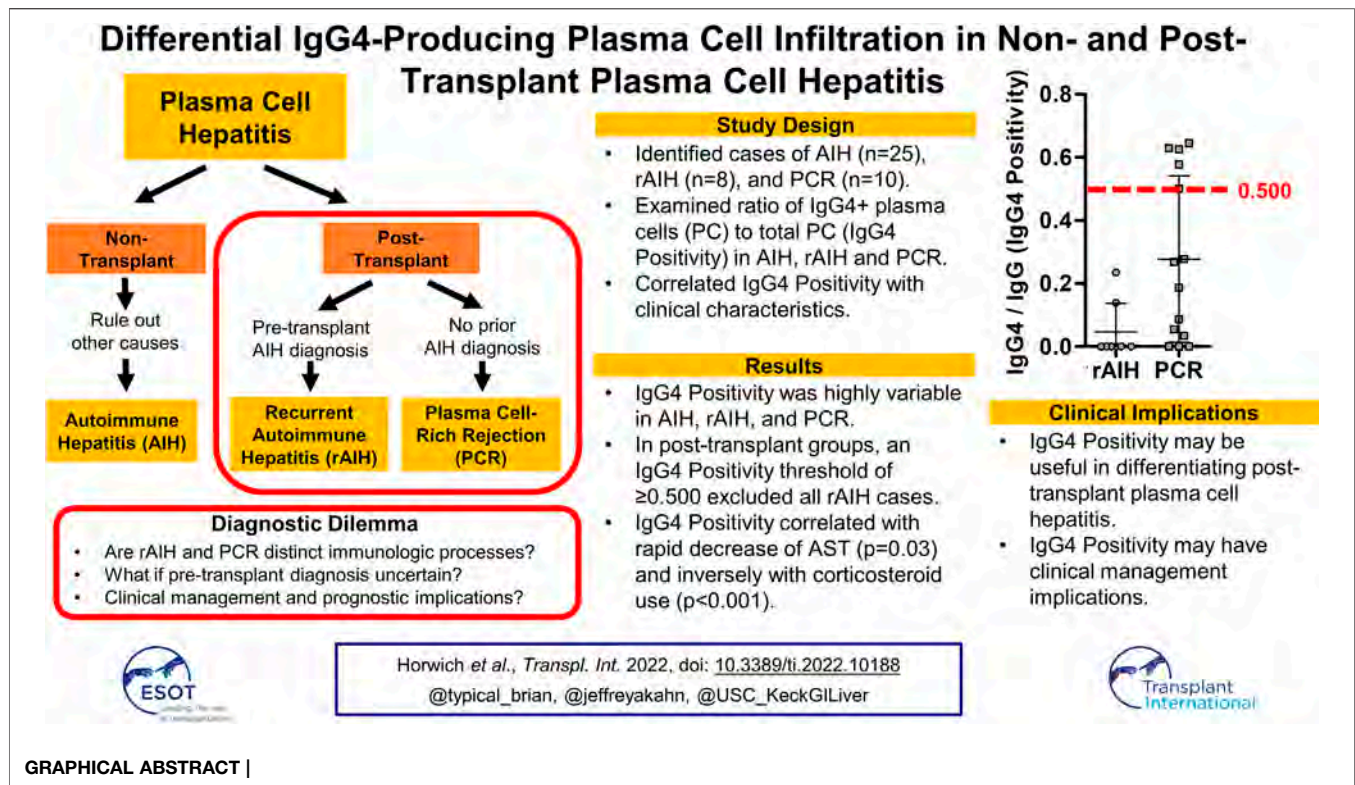 Differential IgG4-Producing Plasma Cell Infiltration in Non- and Post-
Transplant Plasma Cell Hepatitis
Plasma Cell
Hepatitis
Non-
Transplant
Post-
Transplant
Rule out
other causes
Pre-transplant
AIH diagnosis
No prior
AIH diagnosis
Autoimmune
Hepatitis (AIH)
Recurrent
Autoimmune
Hepatitis (rAIH)
Plasma Cell-
Rich Rejection
(PCR)
Diagnostic Dilemma
• Are rAIH and PCR distinct immunologic processes?
• What if pre-transplant diagnosis uncertain?
• Clinical management and prognostic implications?
Study Design
• Identified cases of AIH (n=25),
rAIH (n=8), and PCR (n=10).
• Examined ratio of IgG4+ plasma
cells (PC) to total PC (IgG4
Positivity) in AIH, rAIH and PCR.
• Correlated IgG4 Positivity with
clinical characteristics.
Results
• IgG4 Positivity was highly variable
in AIH, rAIH, and PCR.
• In post-transplant groups, an
IgG4 Positivity threshold of
≥0.500 excluded all rAIH cases.
• IgG4 Positivity correlated with
rapid decrease of AST (p=0.03)
and inversely with corticosteroid
use (p<0.001).
IgG4 / IgG (IgG4 Positivity)
0.8
0.6
0.4
0.2
0.0
0.500
rAIH PCR
Clinical Implications
• IgG4 Positivity may be
useful in differentiating post-
transplant plasma cell
hepatitis.
• IgG4 Positivity may have
clinical management
implications.
ESOT
Horwich et al., Transpl. Int. 2022, doi: 10.3389/ti.2022.10188
@typical_brian, @jeffreyakahn, @USC_KeckGILiver
Transplant
International
GRAPHICAL ABSTRACT |